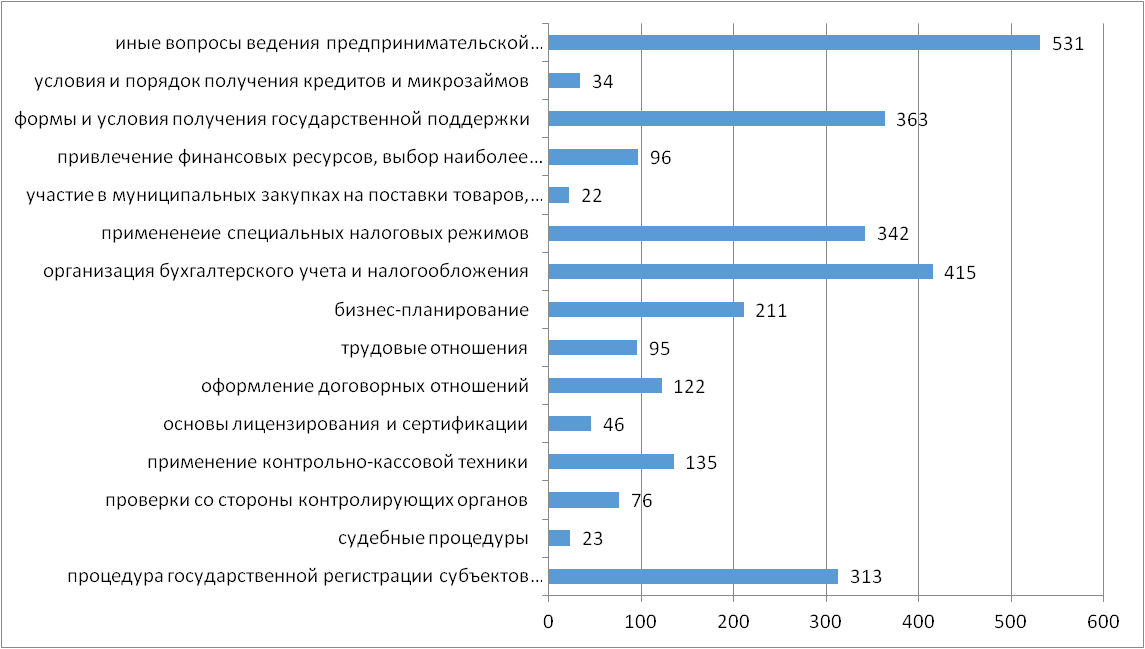 иные вопросы ведения предпринимательской... 531
условия и порядок получения кредитов и микрозаймов 34
формы и условия получения государственной поддержки 363
привлечение финансовых ресурсов, выбор наиболее... 96
участие в муниципальных закупках на поставки товаров,... 22
примененеие специальных налоговых режимов 342
организация бухгалтерского учета и налогообложения 415
бизнес-планирование 211
трудовые отношения 95
оформление договорных отношений 122
основы лицензирования и сертификации 46
применение контрольно-кассовой техники 135
проверки со стороны контролирующих органов 76
судебные процедуры 23
процедура государственной регистрации субъектов... 313
0 100 200 300 400 500 600